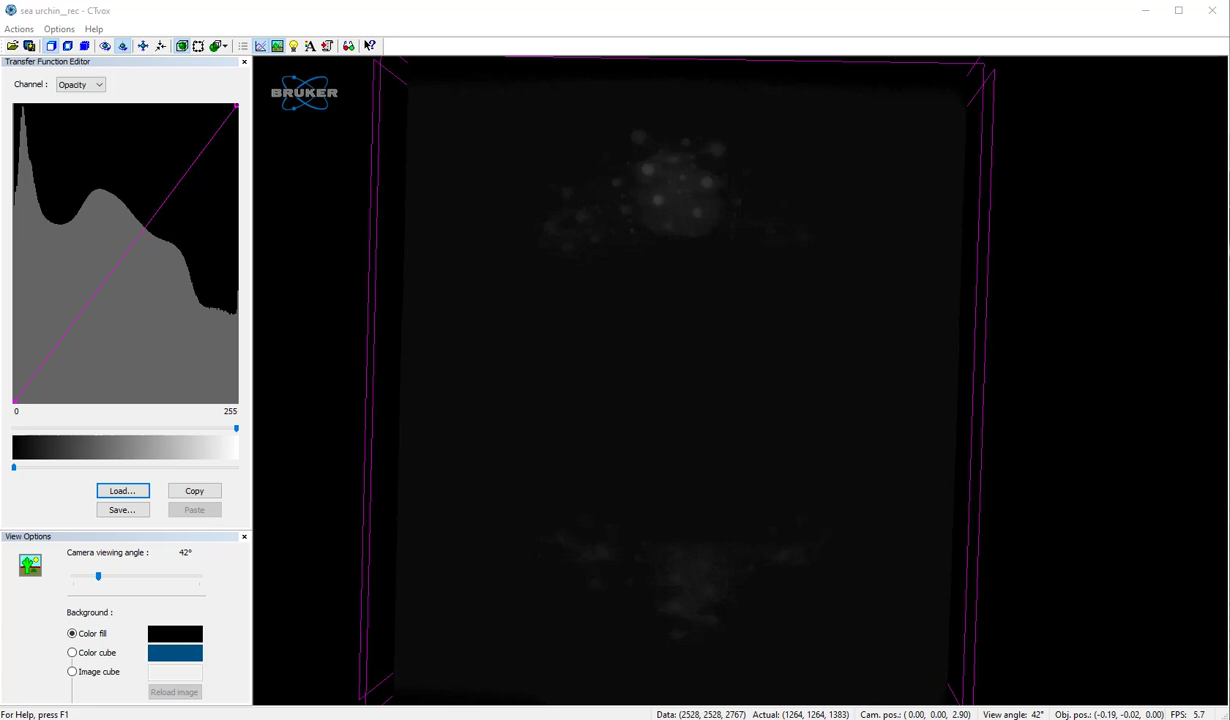 sea urchin__rec - CTvox
Actions Options Help
Transfer Function Editor
Channel : Opacity
BRUKER
0 255
Load... Copy
Save... Paste
View Options
Camera viewing angle : 42°
Background :
Color fill
Color cube
Image cube
Reload image
For Help, press F1 Data: (2528, 2528, 2767) Actual: (1264, 1264, 1383) Cam. pos.: ( 0.00, 0.00, 2.90) View angle: 42° Obj. pos.: (-0.19, -0.02, 0.00) FPS: 5.7